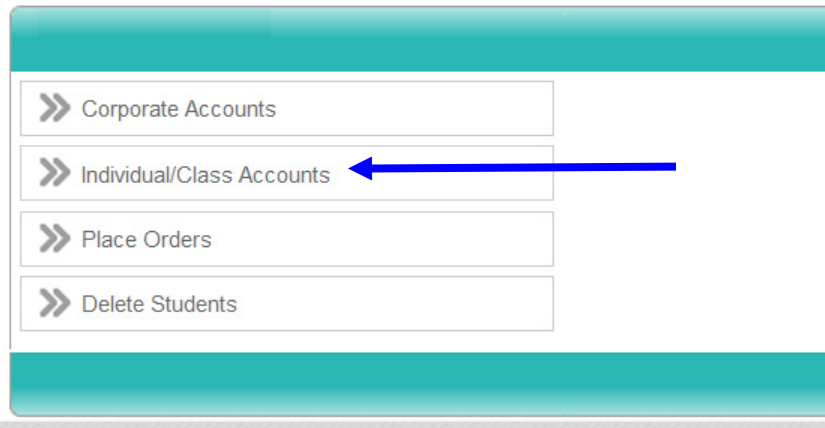 Corporate Accounts
Individual/Class Accounts
Place Orders
Delete Students